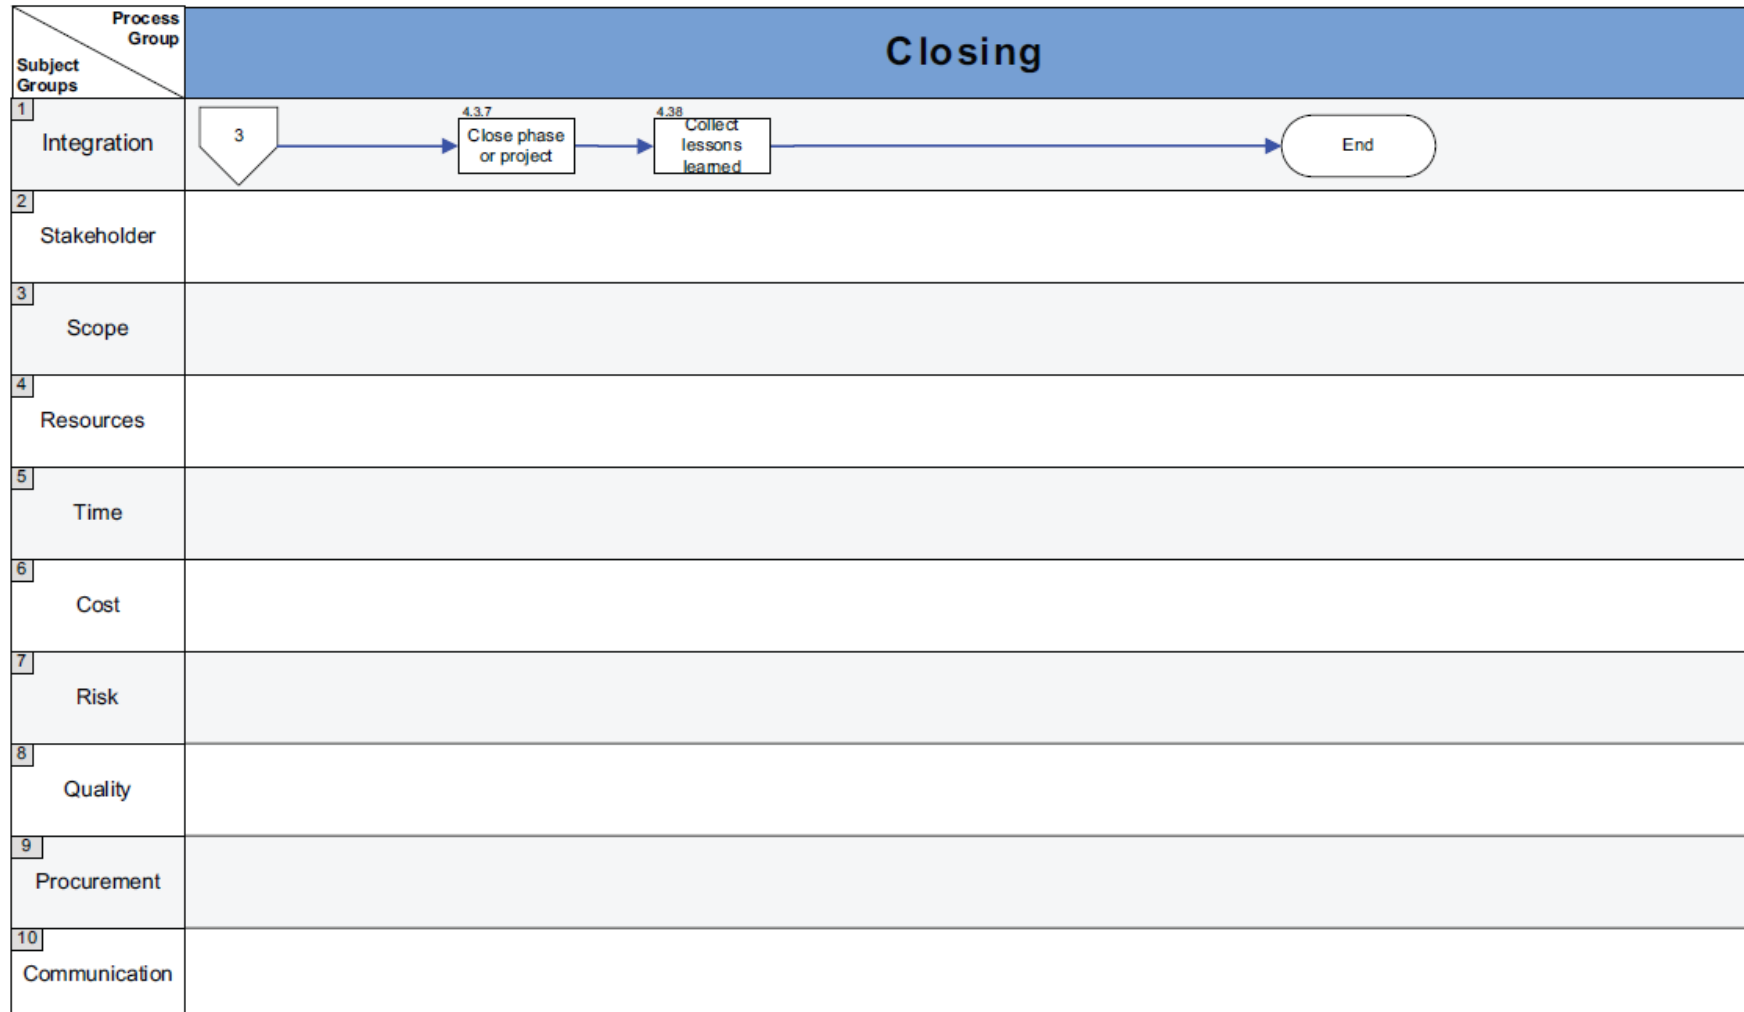 Process
Group
Subject
Groups
Closing
1
Integration
3
4.3.7
Close phase
or project
4.38
Collect
lessons
learned
End
2
Stakeholder
3
Scope
4
Resources
5
Time
6
Cost
7
Risk
8
Quality
9
Procurement
10
Communication